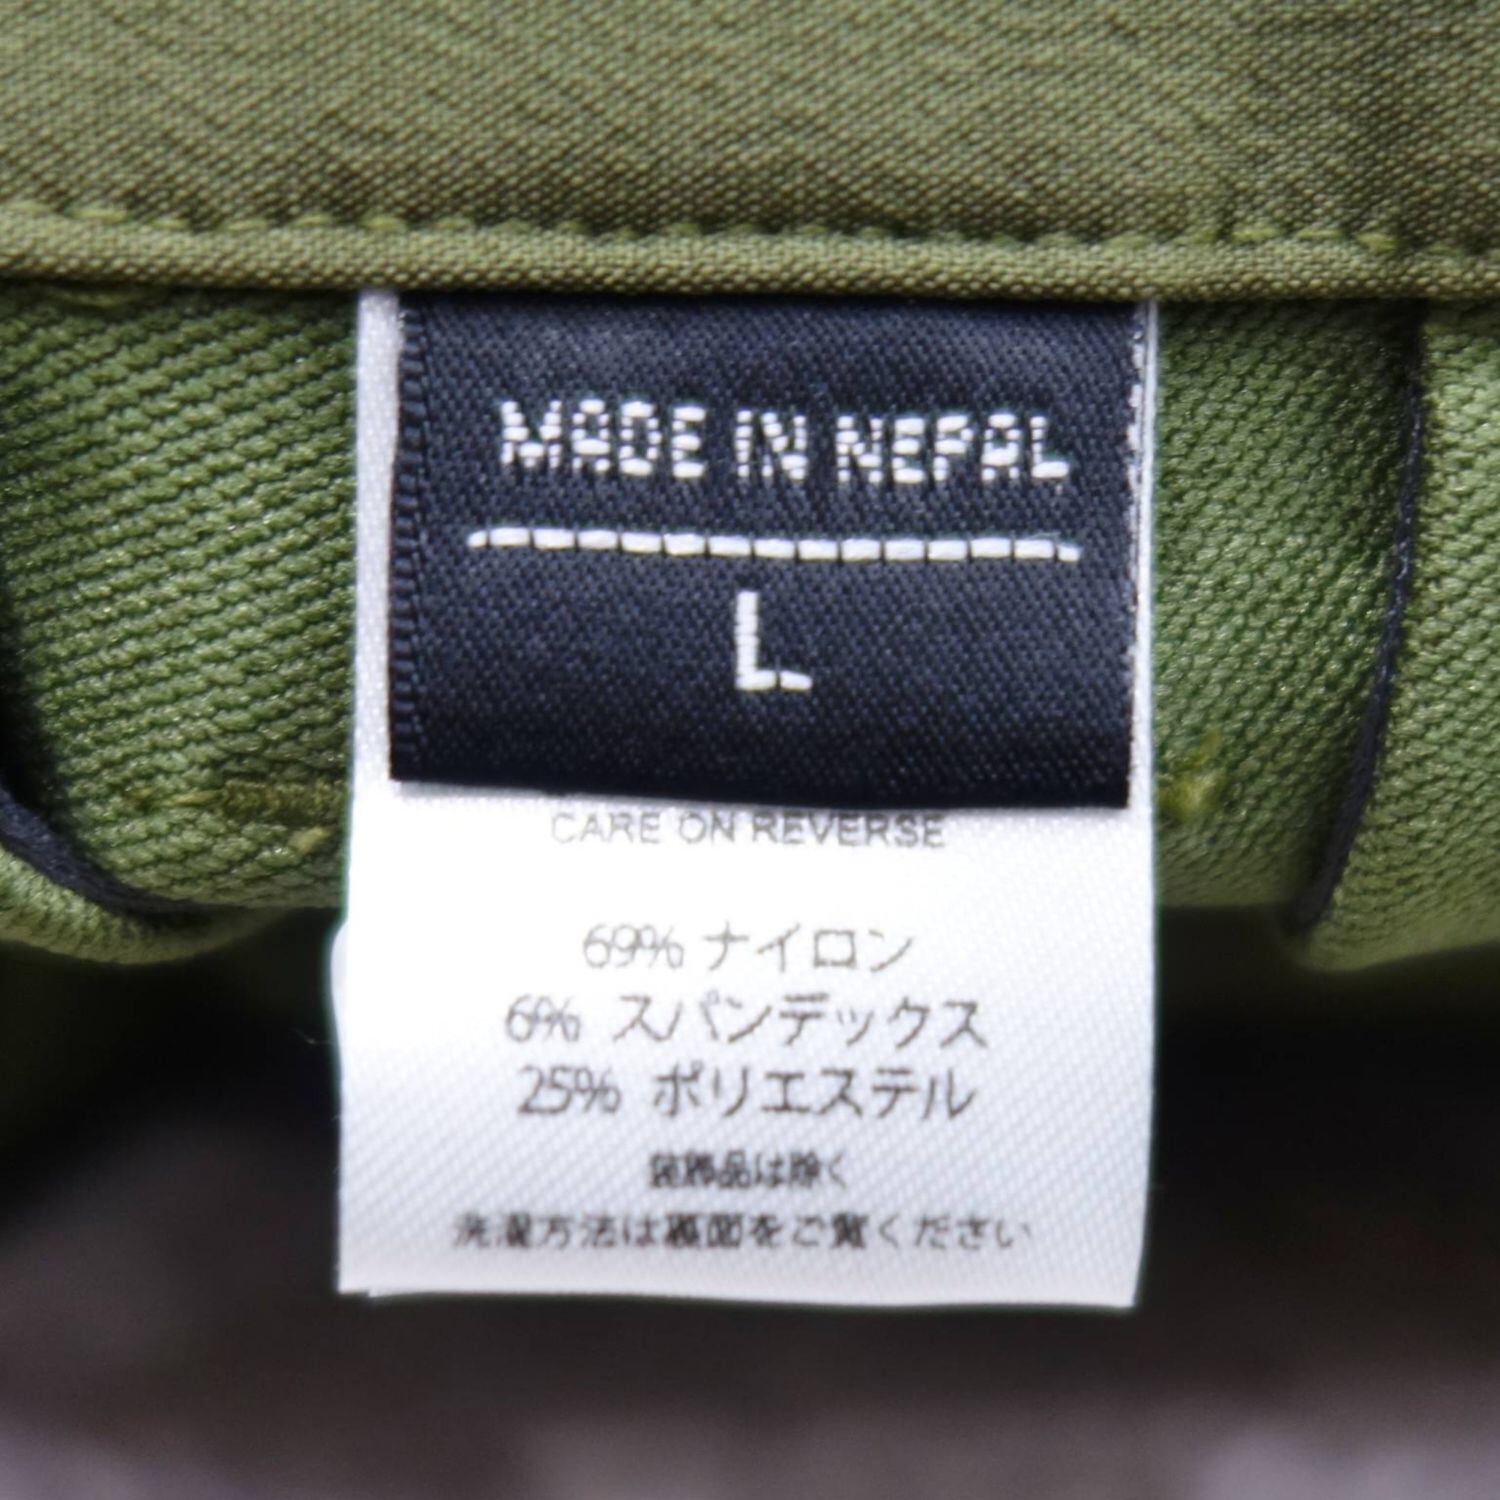 MADE IN NEPAL
L
CARE ON REVERSE
69% ナイロン
6% スパンデックス
25% ポリエステル
装飾品は除く
洗濯方法は裏面をご覧ください